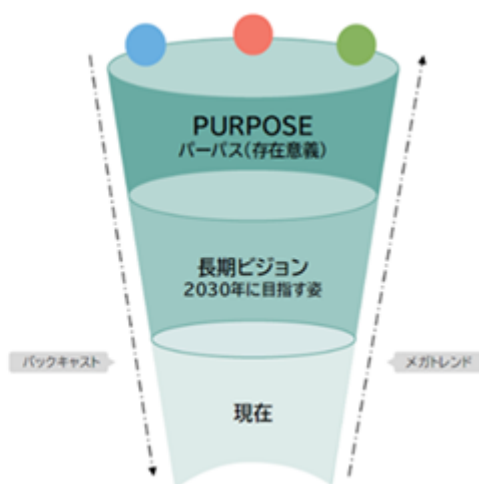 PURPOSE
パーパス(存在意義)
長期ビジョン
2030年に目指す姿
バックキャスト
メガトレンド
現在